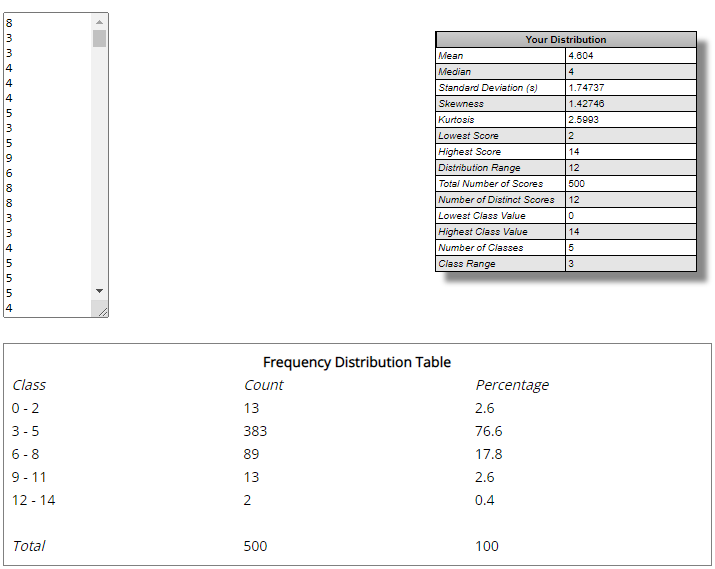 8
3
3
4
4
4
5
3
5
9
6
8
8
3
3
4
5
5
5
4
Your Distribution
Mean 4.604
Median 4
Standard Deviation (s) 1.74737
Skewness 1.42746
Kurtosis 2.5993
Lowest Score 2
Highest Score 14
Distribution Range 12
Total Number of Scores 500
Number of Distinct Scores 12
Lowest Class Value 0
Highest Class Value 14
Number of Classes 5
Class Range 3
Frequency Distribution Table
Class Count Percentage
0 - 2 13 2.6
3 - 5 383 76.6
6 - 8 89 17.8
9 - 11 13 2.6
12 - 14 2 0.4
Total 500 100